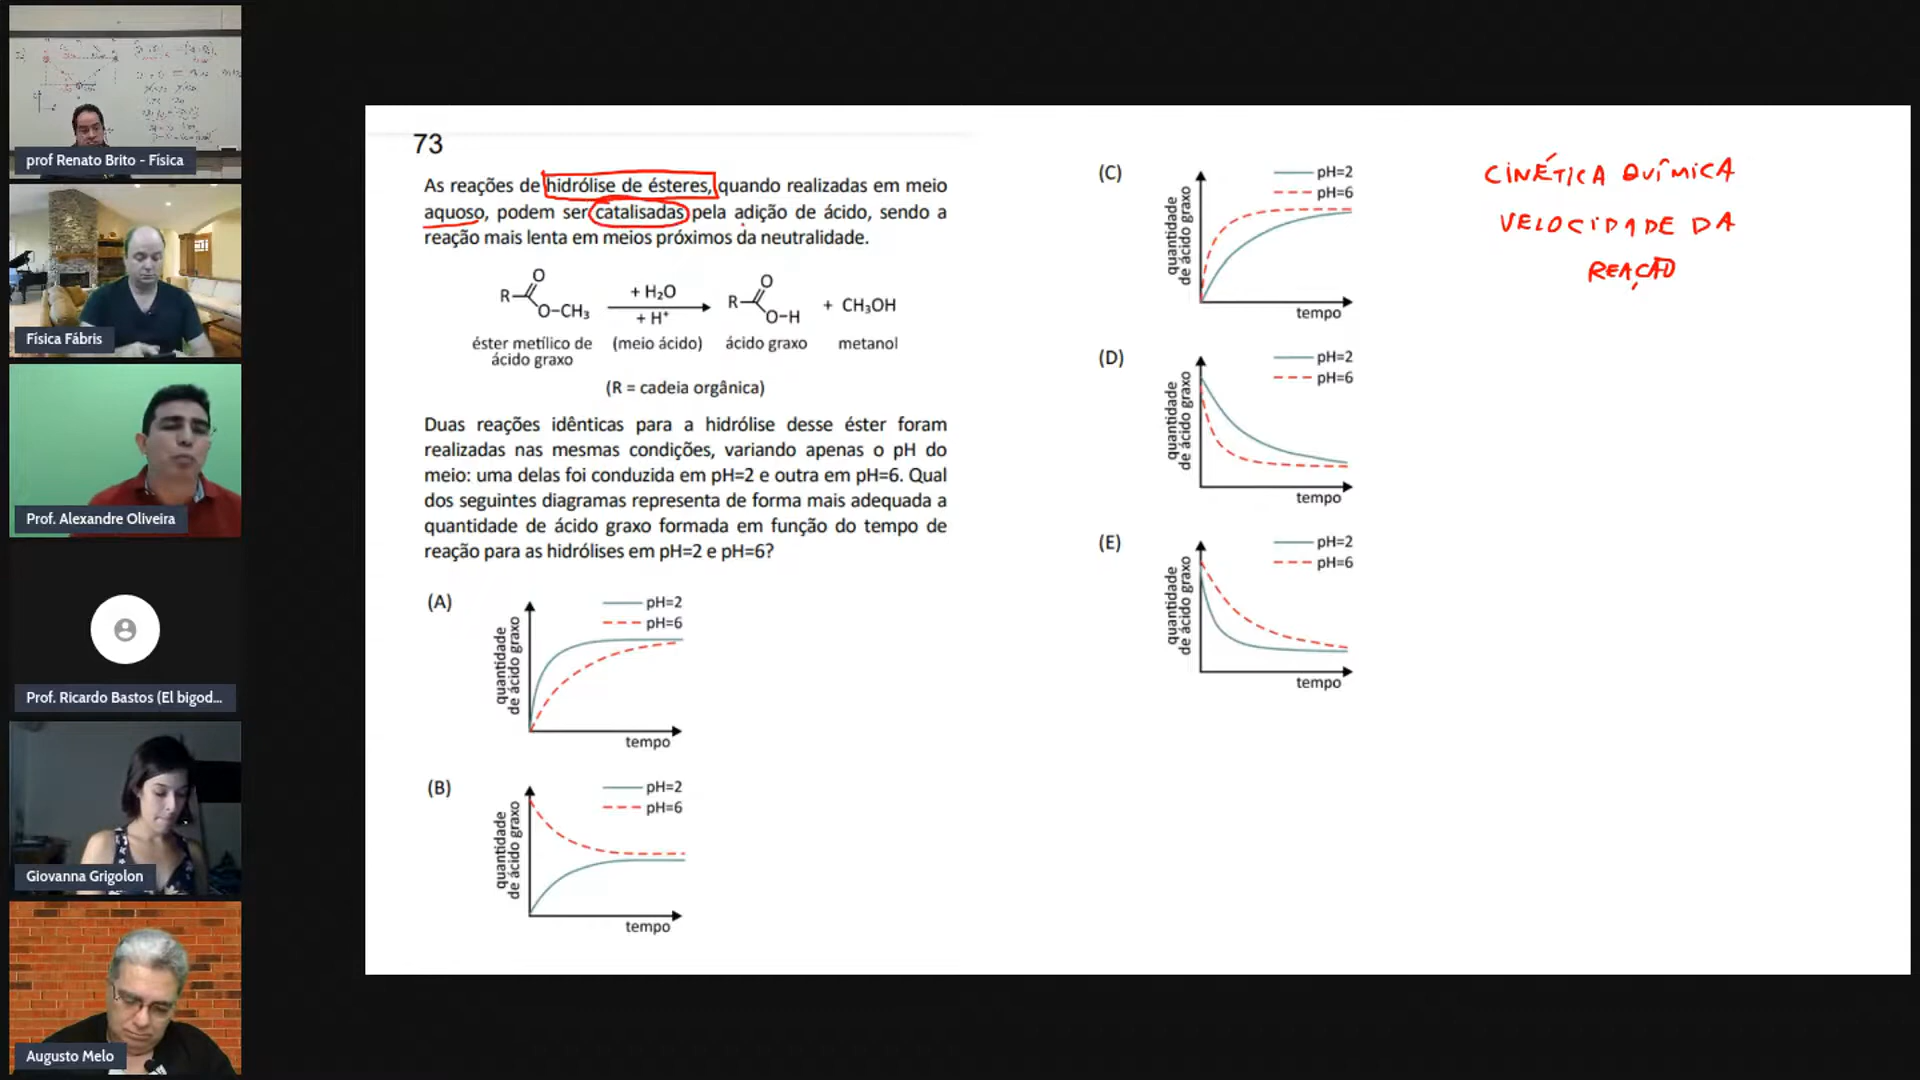 prof Renato Brito - Física
Física Fábris
Prof. Alexandre Oliveira
Prof. Ricardo Bastos (El bigod...
Giovanna Grigolon
Augusto Melo
73
As reações de hidrólise de ésteres, quando realizadas em meio
aquoso, podem ser catalisadas pela adição de ácido, sendo a
reação mais lenta em meios próximos da neutralidade.
R O O–CH₃ + H₂O + H⁺ R O O–H + CH₃OH
éster metílico de ácido graxo (meio ácido) ácido graxo metanol
(R = cadeia orgânica)
Duas reações idênticas para a hidrólise desse éster foram
realizadas nas mesmas condições, variando apenas o pH do
meio: uma delas foi conduzida em pH=2 e outra em pH=6. Qual
dos seguintes diagramas representa de forma mais adequada a
quantidade de ácido graxo formada em função do tempo de
reação para as hidrólises em pH=2 e pH=6?
(A)
pH=2
pH=6
quantidade
de ácido graxo
tempo
(B)
pH=2
pH=6
quantidade
de ácido graxo
tempo
(C)
pH=2
pH=6
quantidade
de ácido graxo
tempo
(D)
pH=2
pH=6
quantidade
de ácido graxo
tempo
(E)
pH=2
pH=6
quantidade
de ácido graxo
tempo
CINÉTICA QUÍMICA
VELOCIDADE DA
REAÇÃO